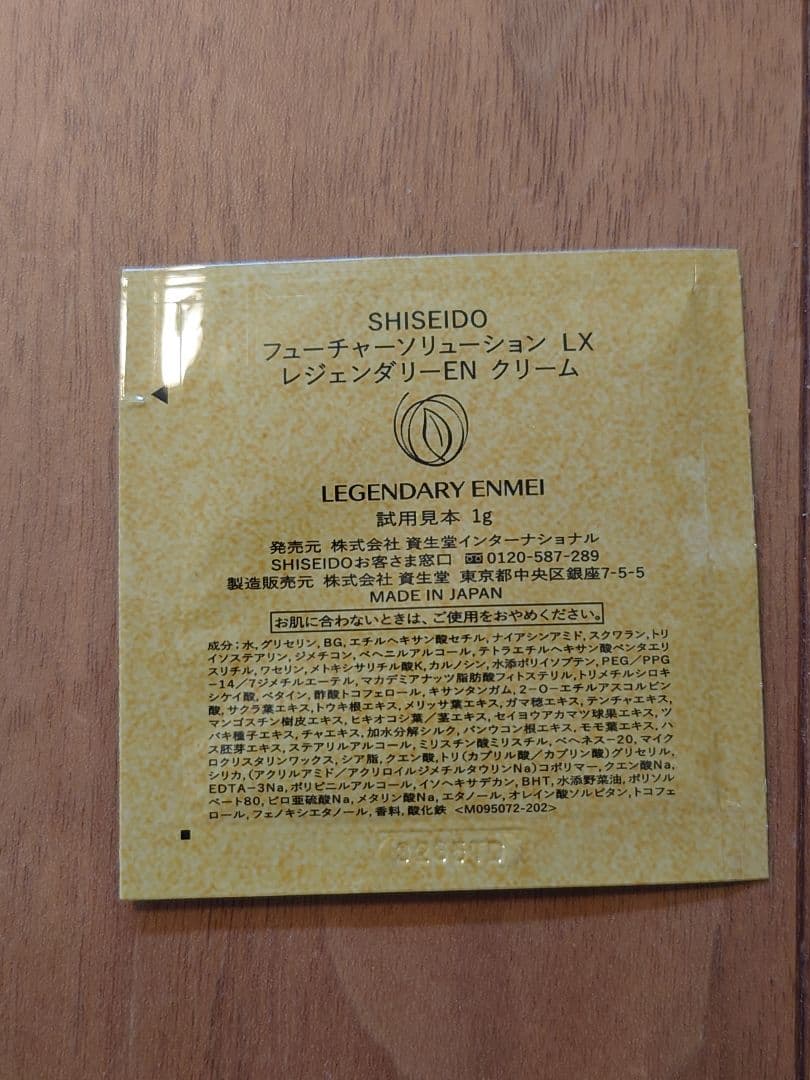 SHISEIDO
フューチャーソリューション LX
レジェンダリーEN クリーム
LEGENDARY ENMEI
試用見本 1g
発売元 株式会社 資生堂インターナショナル
SHISEIDOお客さま窓口 0120-587-289
製造販売元 株式会社 資生堂 東京都中央区銀座7-5-5
MADE IN JAPAN
お肌に合わないときは、ご使用をおやめください。
成分:水,グリセリン,BG,エチルヘキサン酸セチル,ナイアシンアミド,スクワラン,トリ
イソステアリン,ジメチコン,ベヘニルアルコール,テトラエチルヘキサン酸ペンタエリ
スリチル,ワセリン,メトキシサリチル酸K,カルノシン,水添ポリイソブテン,PEG/PPG
-14/7ジメチルエーテル,マカデミアナッツ脂肪酸フィトステリル,トリメチルシロキ
シケイ酸,ベタイン,酢酸トコフェロール,キサンタンガム,2-O-エチルアスコルビン
酸,サクラ葉エキス,トウキ根エキス,メリッサ葉エキス,ガマ穂エキス,テンチャエキス,
マンゴスチン樹皮エキス,ヒキオコシ葉/茎エキス,セイヨウアカマツ球果エキス,ツ
バキ種子エキス,チャエキス,加水分解シルク,バンウコン根エキス,モモ葉エキス,ハ
ス胚芽エキス,ステアリルアルコール,ミリスチン酸ミリスチル,ベヘネス-20,マイク
ロクリスタリンワックス,シア脂,クエン酸,トリ(カプリル酸/カプリン酸)グリセリル,
シリカ,(アクリルアミド/アクリロイルジメチルタウリンNa)コポリマー,クエン酸Na,
EDTA-3Na,ポリビニルアルコール,イソヘキサデカン,BHT,水添野菜油,ポリソル
ベート80,ピロ亜硫酸Na,メタリン酸Na,エタノール,オレイン酸ソルビタン,トコフェ
ロール,フェノキシエタノール,香料,酸化鉄 <M095072-202>